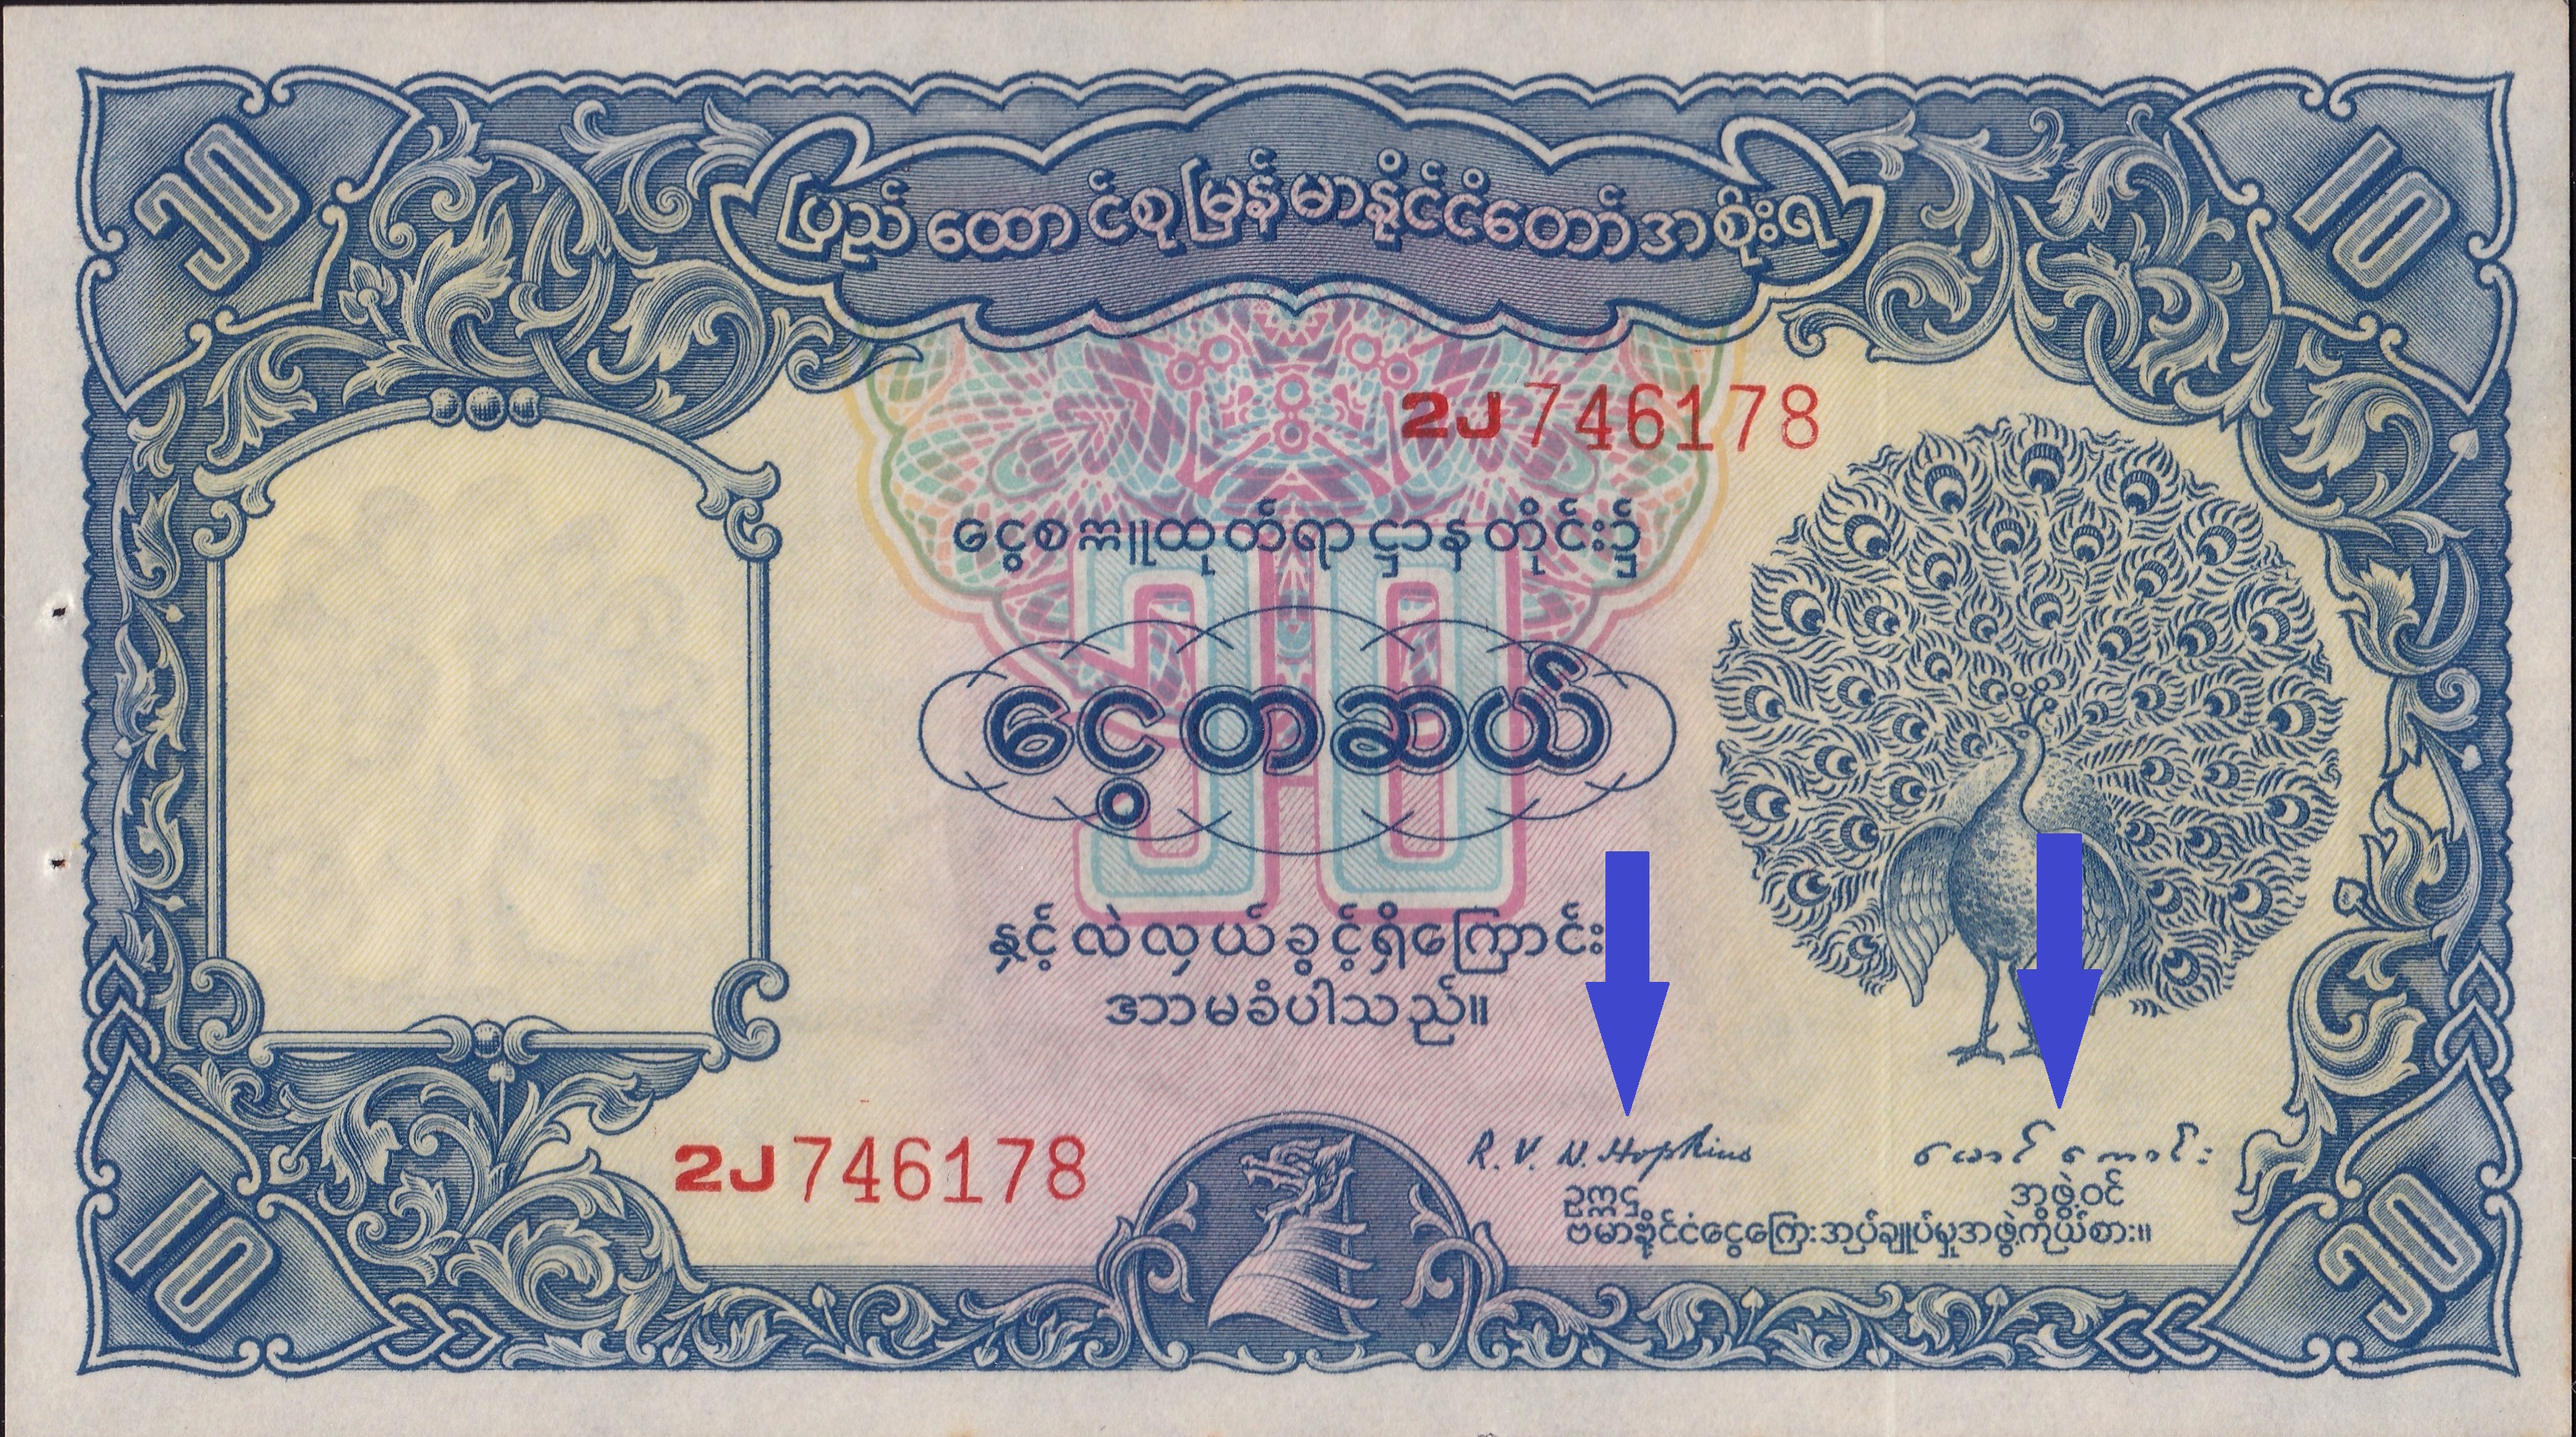 ၁၀
၁၀
ပြည်ထောင်စုမြန်မာနိုင်ငံတော်အစိုးရ
2J 746178
ငွေစက္ကူထုတ်ရာဌာနတိုင်း၌
၁၀
ငွေ့တဆယ်
နှင့်လဲလှယ်ခွင့်ရှိကြောင်း
အာမခံပါသည်။
2J 746178
R. V. N. Hopkins
မောင်ကောင်း
ဥက္ကဋ္ဌ
အဖွဲ့ဝင်
ဗမာနိုင်ငံငွေကြေးအုပ်ချုပ်မှုအဖွဲ့ကိုယ်စား။
10
၁၀